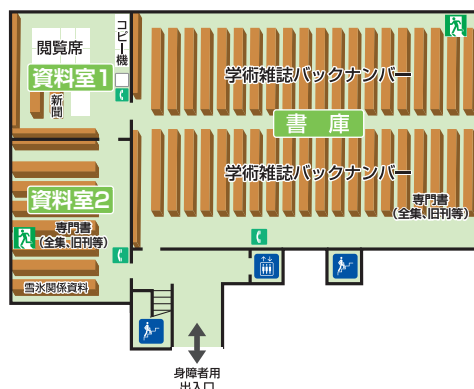 閲覧席
コピー機
資料室1
新聞
学術雑誌バックナンバー
書庫
学術雑誌バックナンバー
資料室2
専門書
(全集、旧刊等)
専門書
(全集、旧刊等)
雪氷関係資料
身障者用
出入口